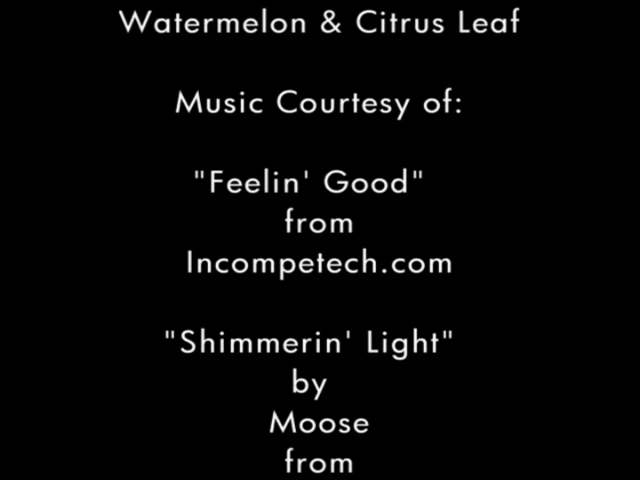 Watermelon & Citrus Leaf
Music Courtesy of:
"Feelin' Good"
from
Incompetech.com
"Shimmerin' Light"
by
Moose
from